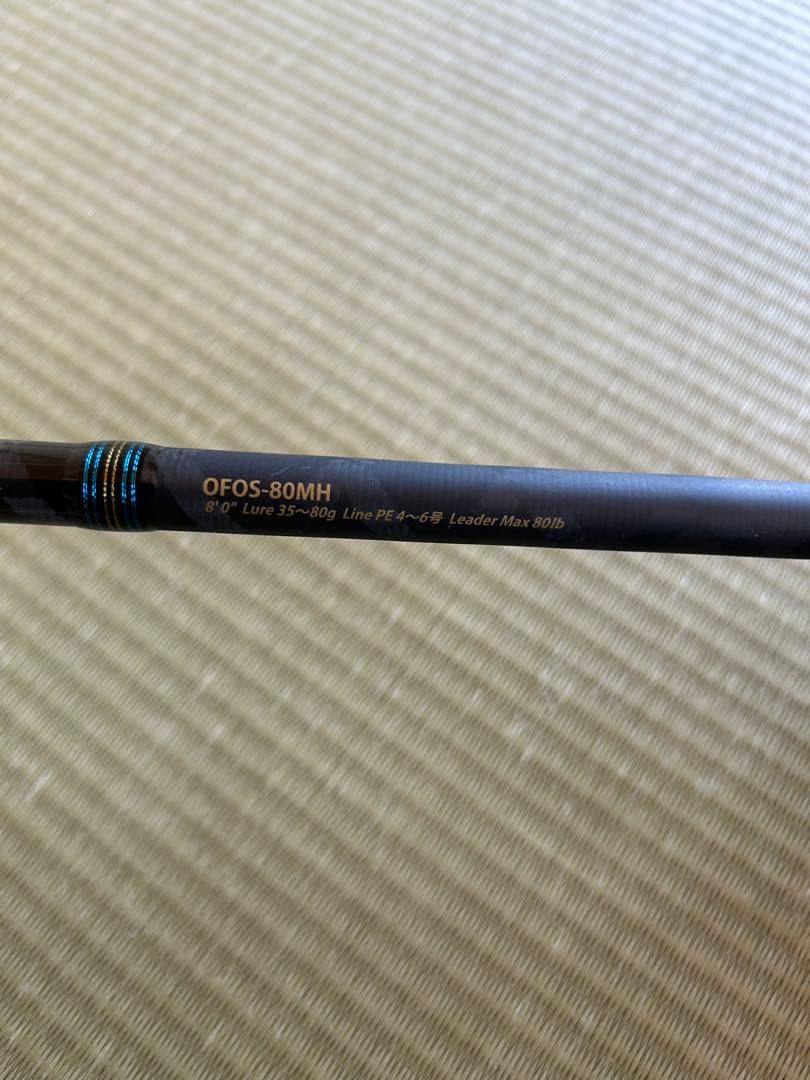 OFOS-80MH
8'0" Lure 35～80g Line PE 4～6号 Leader Max 80lb